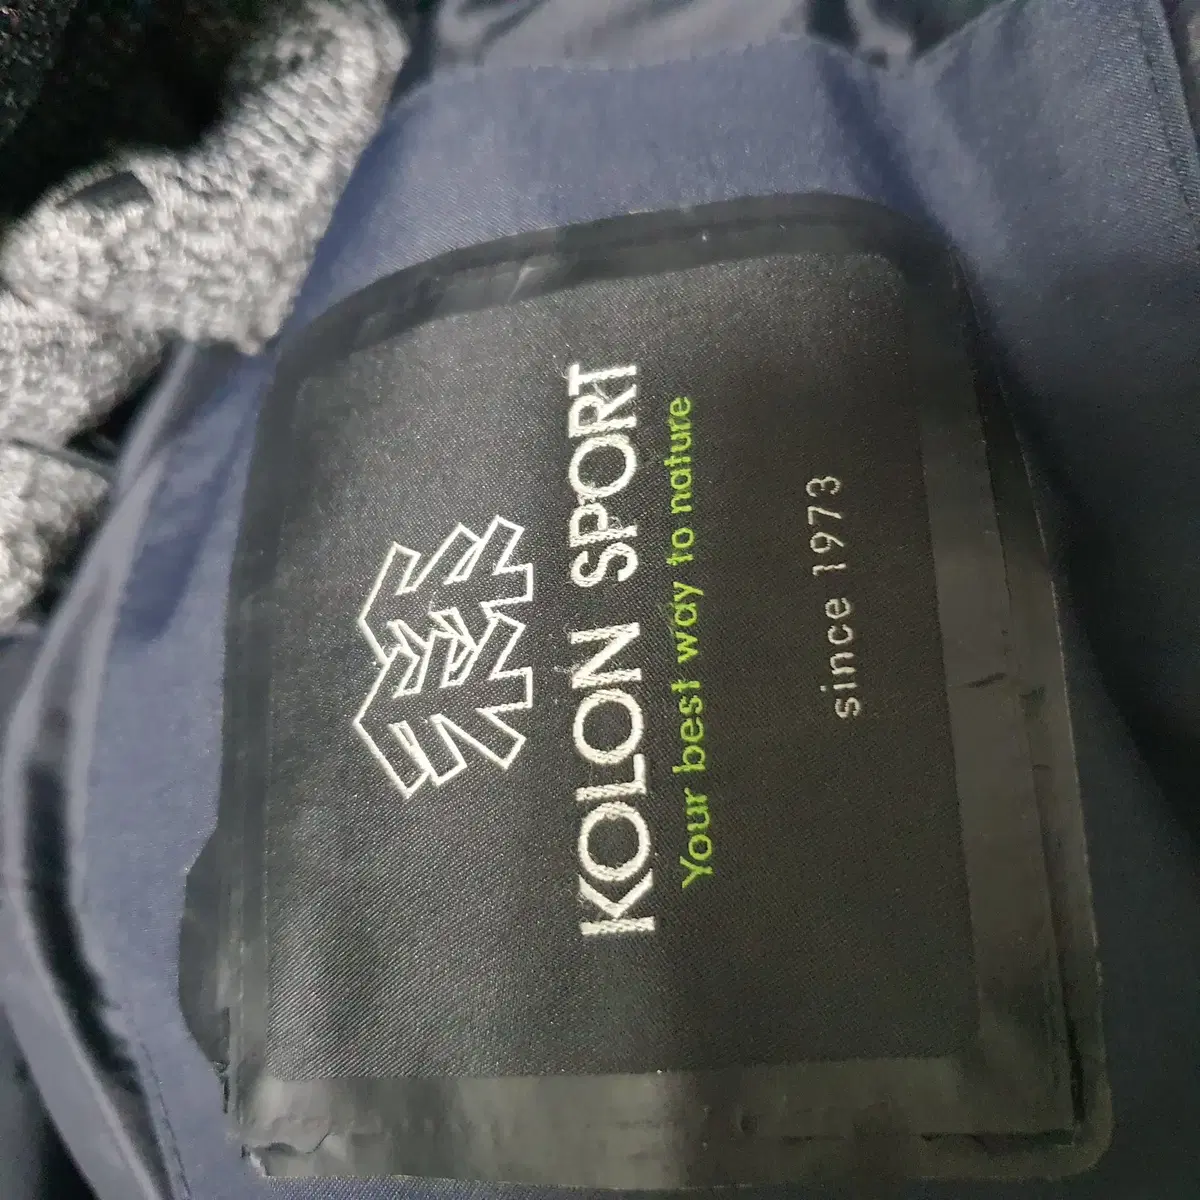 KOLON SPORT
Your best way to nature
since 1973